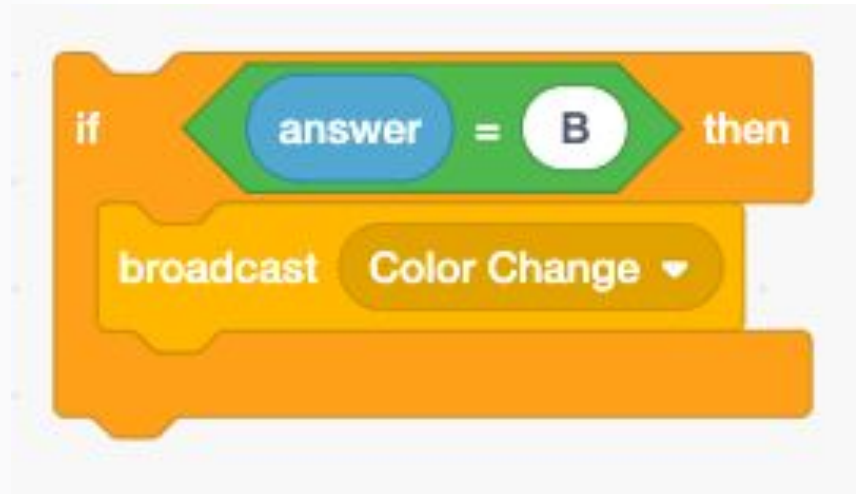 if answer = B then
broadcast Color Change